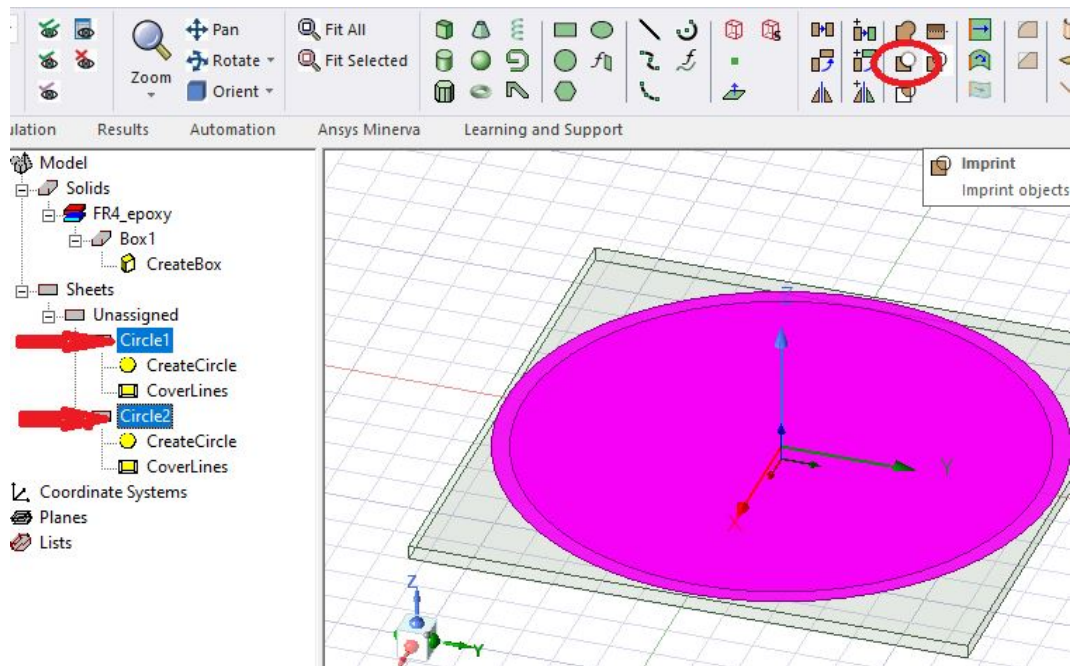 Pan
Fit All
Rotate
Fit Selected
Zoom
Orient
ulation
Results
Automation
Ansys Minerva
Learning and Support
Imprint
Imprint objects
Model
Solids
FR4_epoxy
Box1
CreateBox
Sheets
Unassigned
Circle1
CreateCircle
CoverLines
Circle2
CreateCircle
CoverLines
Coordinate Systems
Planes
Lists
Z
Y
X
Z
Y